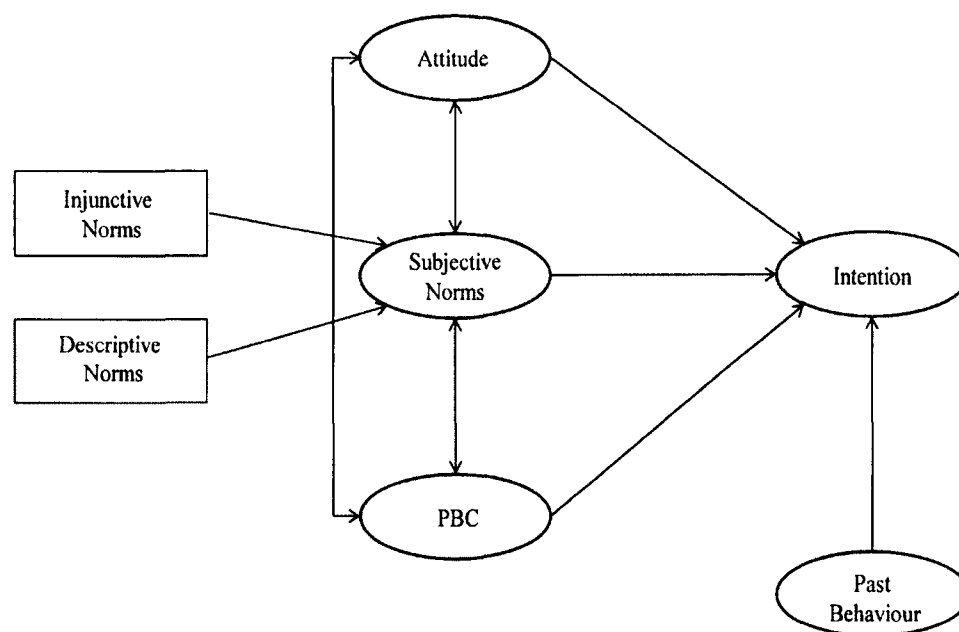 Attitude
Injunctive
Norms
Subjective
Norms
Intention
Descriptive
Norms
PBC
Past
Behaviour